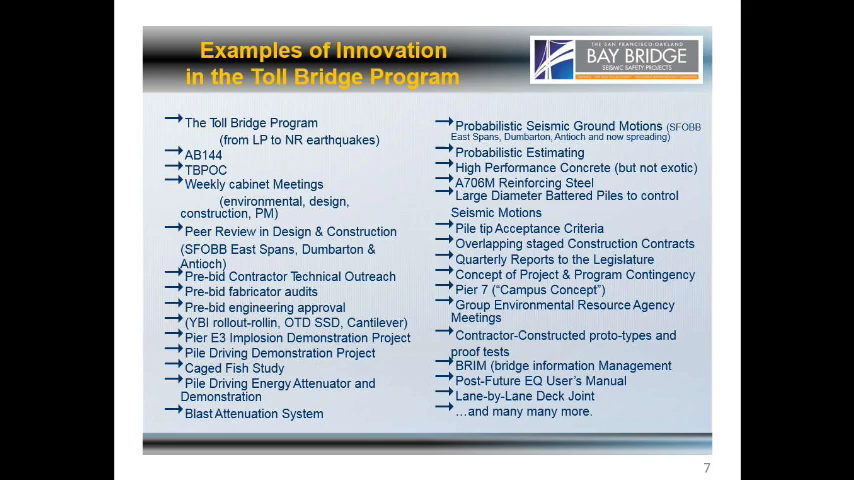 Examples of Innovation
in the Toll Bridge Program
THE SAN FRANCISCO-OAKLAND
BAY BRIDGE
SEISMIC SAFETY PROJECTS
The Toll Bridge Program
(from LP to NR earthquakes)
AB144
TBPOC
Weekly cabinet Meetings
(environmental, design,
construction, PM)
Peer Review in Design & Construction
(SFOBB East Spans, Dumbarton &
Antioch)
Pre-bid Contractor Technical Outreach
Pre-bid fabricator audits
Pre-bid engineering approval
(YBI rollout-rollin, OTD SSD, Cantilever)
Pier E3 Implosion Demonstration Project
Pile Driving Demonstration Project
Caged Fish Study
Pile Driving Energy Attenuator and
Demonstration
Blast Attenuation System
Probabilistic Seismic Ground Motions (SFOBB
East Spans, Dumbarton, Antioch and now spreading)
Probabilistic Estimating
High Performance Concrete (but not exotic)
A706M Reinforcing Steel
Large Diameter Battered Piles to control
Seismic Motions
Pile tip Acceptance Criteria
Overlapping staged Construction Contracts
Quarterly Reports to the Legislature
Concept of Project & Program Contingency
Pier 7 ("Campus Concept")
Group Environmental Resource Agency
Meetings
Contractor-Constructed proto-types and
proof tests
BRIM (bridge information Management
Post-Future EQ User's Manual
Lane-by-Lane Deck Joint
…and many many more.
7